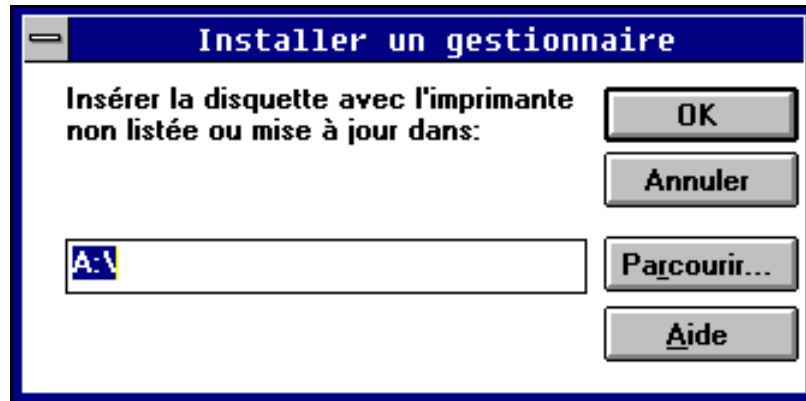 Installer un gestionnaire
Insérer la disquette avec l'imprimante
non listée ou mise à jour dans:
OK
Annuler
A:\
Parcourir...
Aide